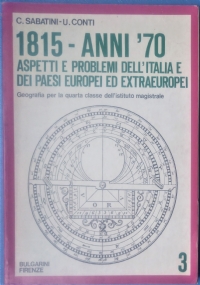 C. SABATINI-U. CONTI
1815 - ANNI '70
ASPETTI E PROBLEMI DELL'ITALIA E
DEI PAESI EUROPEI ED EXTRAEUROPEI
Geografia per la quarta classe dell'istituto magistrale
3
BULGARINI
FIRENZE